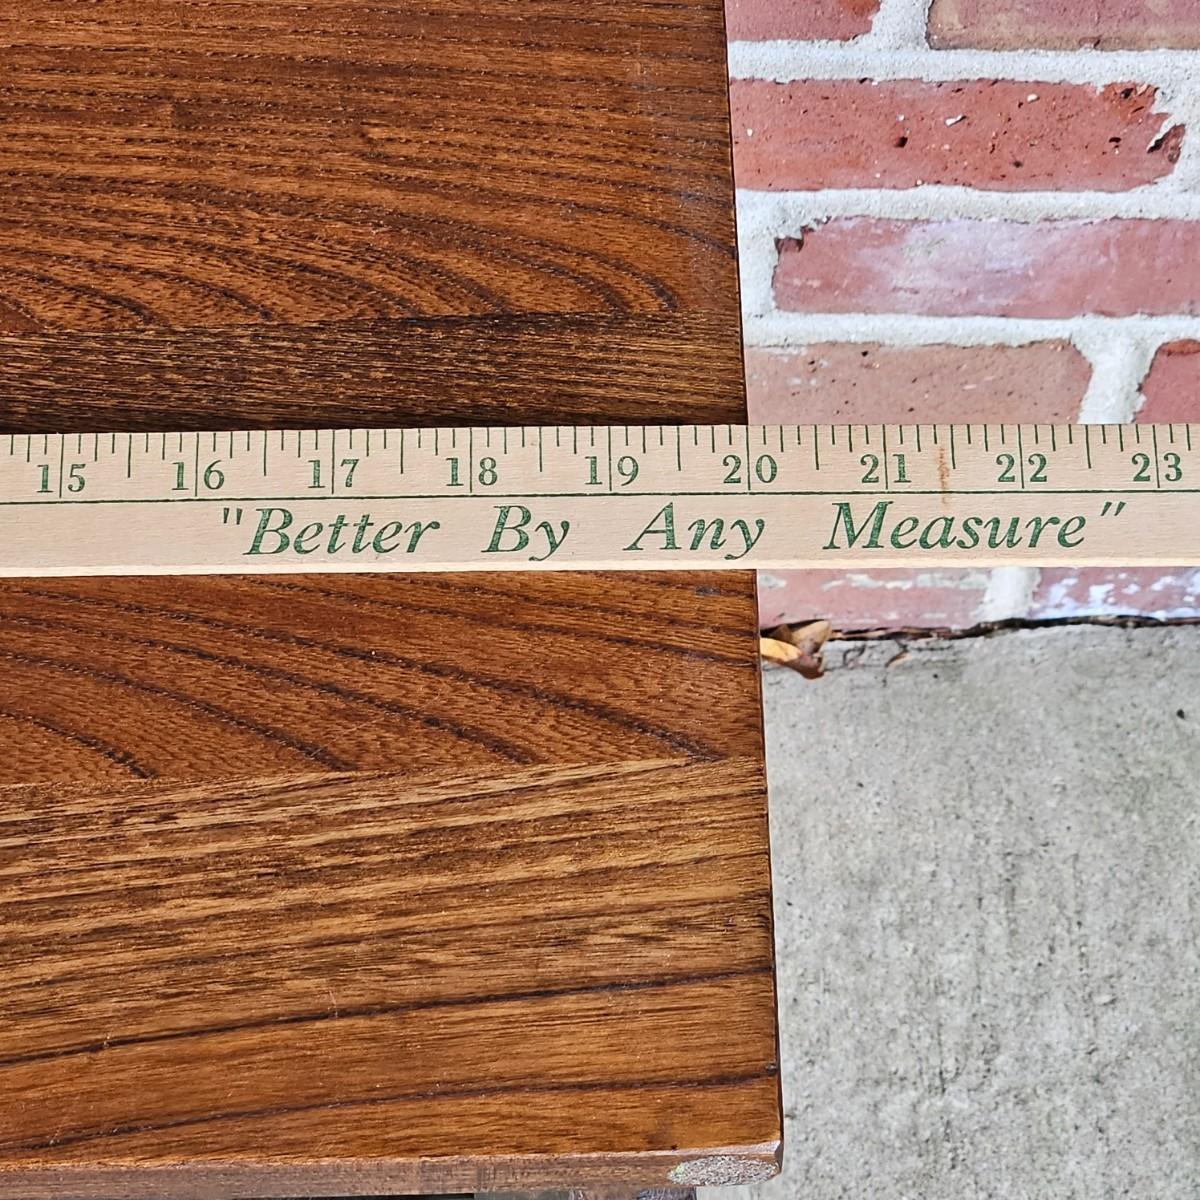 15 16 17 18 19 20 21 22 23
"Better By Any Measure"